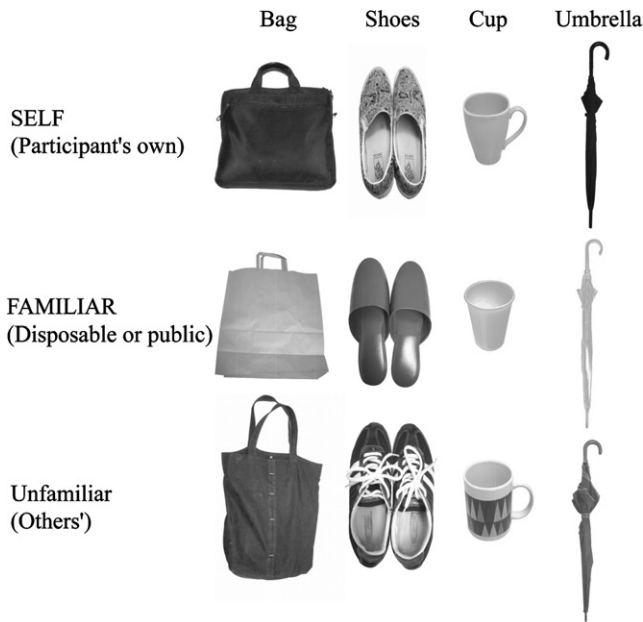 Bag Shoes Cup Umbrella
SELF
(Participant's own)
FAMILIAR
(Disposable or public)
Unfamiliar
(Others')